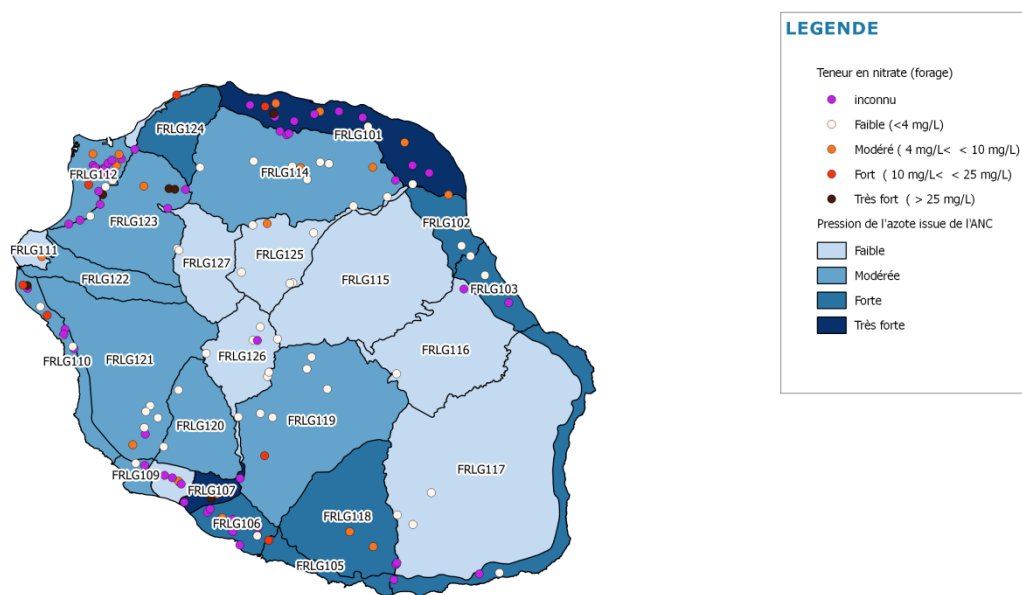 LEGENDE
Teneur en nitrate (forage)
inconnu
Faible (<4 mg/L)
Modéré ( 4 mg/L< < 10 mg/L)
Fort ( 10 mg/L< < 25 mg/L)
Très fort ( > 25 mg/L)
Pression de l'azote issue de l'ANC
Faible
Modérée
Forte
Très forte
FRLG124
FRLG101
FRLG112
FRLG114
FRLG123
FRLG102
FRLG111
FRLG127
FRLG125
FRLG122
FRLG115
FRLG103
FRLG110
FRLG121
FRLG126
FRLG116
FRLG120
FRLG119
FRLG109
FRLG117
FRLG107
FRLG106
FRLG118
FRLG105